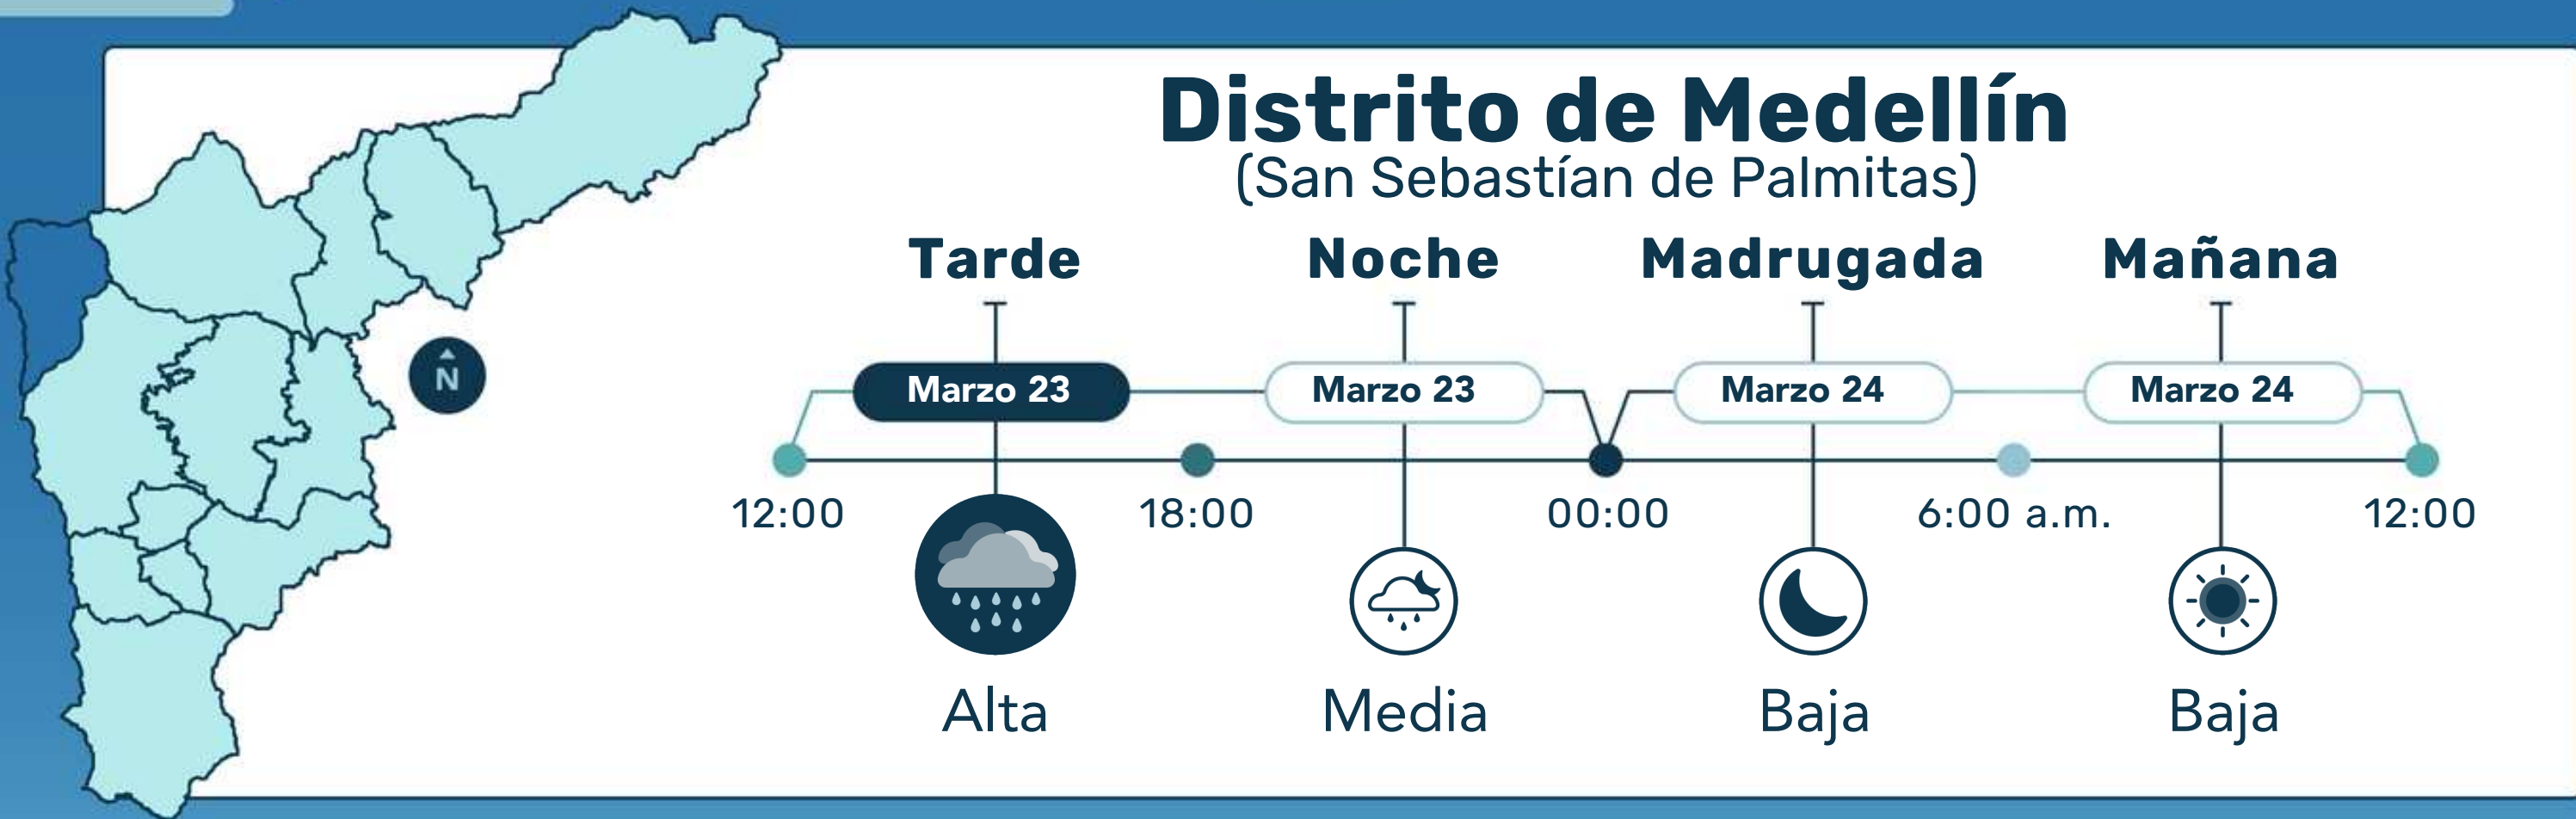 Distrito de Medellín
(San Sebastían de Palmitas)
Tarde Noche Madrugada Mañana
Marzo 23 Marzo 23 Marzo 24 Marzo 24
N
12:00 18:00 00:00 6:00 a.m. 12:00
Alta Media Baja Baja